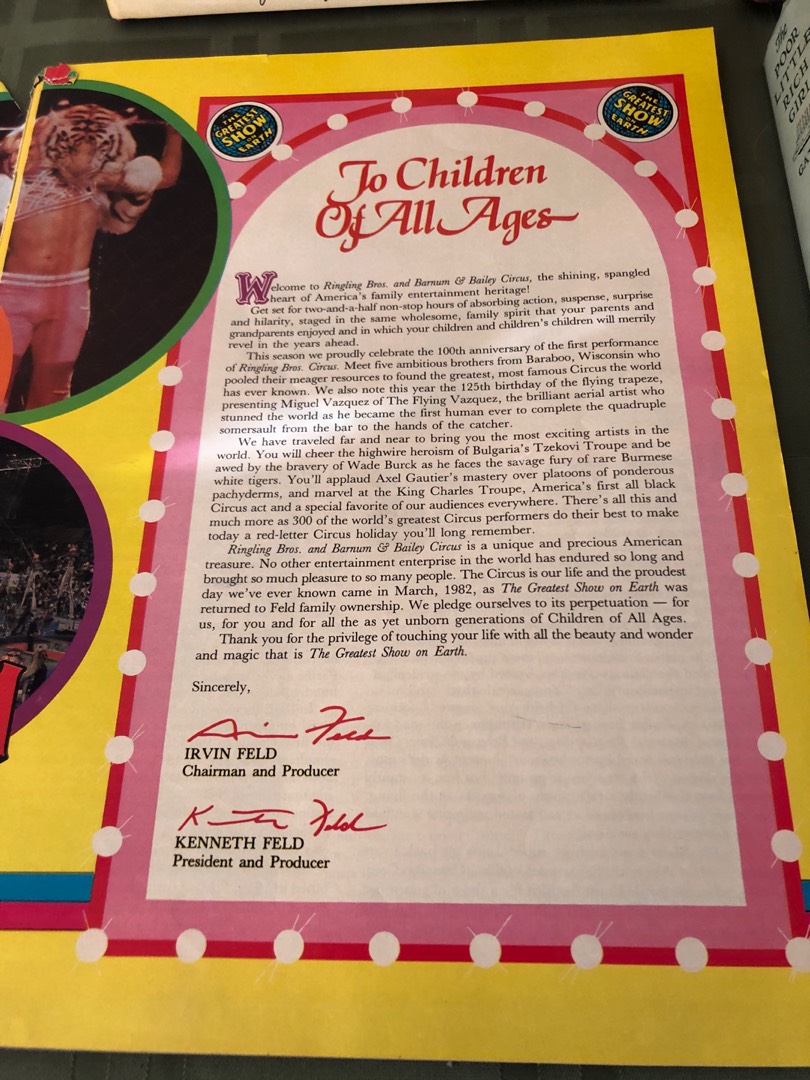 The
POOR
LITTLE
RICH
GIRL
THE
GREATEST
SHOW
ON
EARTH
THE
GREATEST
SHOW
ON
EARTH
To Children
Of All Ages
Welcome to Ringling Bros. and Barnum & Bailey Circus, the shining, spangled
heart of America's family entertainment heritage!
Get set for two-and-a-half non-stop hours of absorbing action, suspense, surprise
and hilarity, staged in the same wholesome, family spirit that your parents and
grandparents enjoyed and in which your children and children's children will merrily
revel in the years ahead.
This season we proudly celebrate the 100th anniversary of the first performance
of Ringling Bros. Circus. Meet five ambitious brothers from Baraboo, Wisconsin who
pooled their meager resources to found the greatest, most famous Circus the world
has ever known. We also note this year the 125th birthday of the flying trapeze,
presenting Miguel Vazquez of The Flying Vazquez, the brilliant aerial artist who
stunned the world as he became the first human ever to complete the quadruple
somersault from the bar to the hands of the catcher.
We have traveled far and near to bring you the most exciting artists in the
world. You will cheer the highwire heroism of Bulgaria's Tzekovi Troupe and be
awed by the bravery of Wade Burck as he faces the savage fury of rare Burmese
white tigers. You'll applaud Axel Gautier's mastery over platoons of ponderous
pachyderms, and marvel at the King Charles Troupe, America's first all black
Circus act and a special favorite of our audiences everywhere. There's all this and
much more as 300 of the world's greatest Circus performers do their best to make
today a red-letter Circus holiday you'll long remember.
Ringling Bros. and Barnum & Bailey Circus is a unique and precious American
treasure. No other entertainment enterprise in the world has endured so long and
brought so much pleasure to so many people. The Circus is our life and the proudest
day we've ever known came in March, 1982, as The Greatest Show on Earth was
returned to Feld family ownership. We pledge ourselves to its perpetuation — for
us, for you and for all the as yet unborn generations of Children of All Ages.
Thank you for the privilege of touching your life with all the beauty and wonder
and magic that is The Greatest Show on Earth.
Sincerely,
Irvin Feld
IRVIN FELD
Chairman and Producer
Kenneth Feld
KENNETH FELD
President and Producer